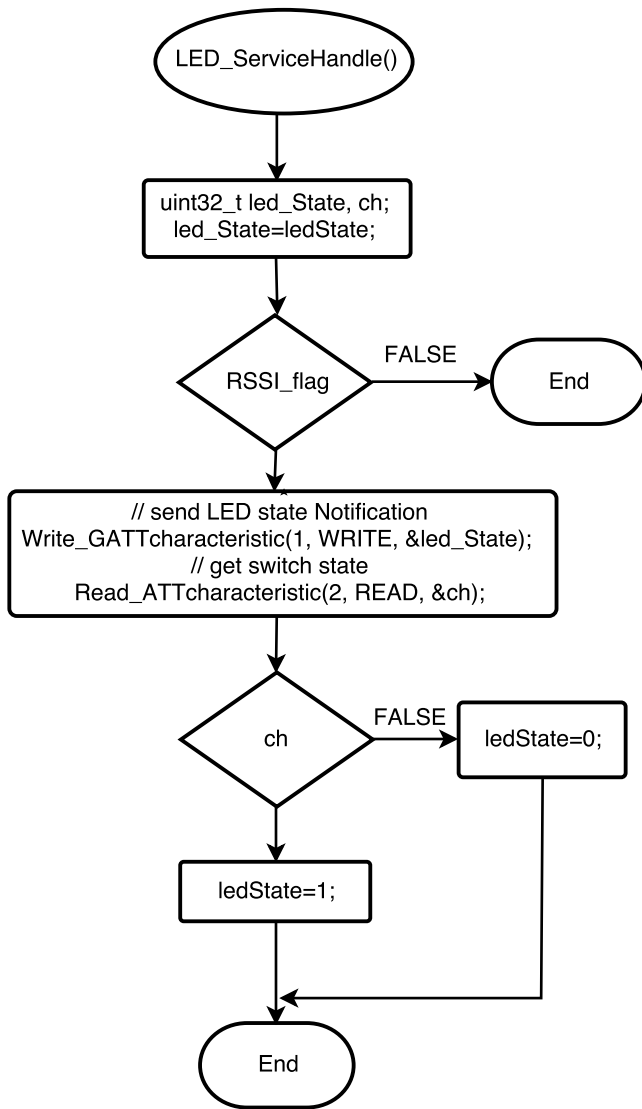 LED_ServiceHandle()
uint32_t led_State, ch;
led_State=ledState;
RSSI_flag
FALSE
End
// send LED state Notification
Write_GATTcharacteristic(1, WRITE, &led_State);
// get switch state
Read_ATTcharacteristic(2, READ, &ch);
ch
FALSE
ledState=0;
ledState=1;
End